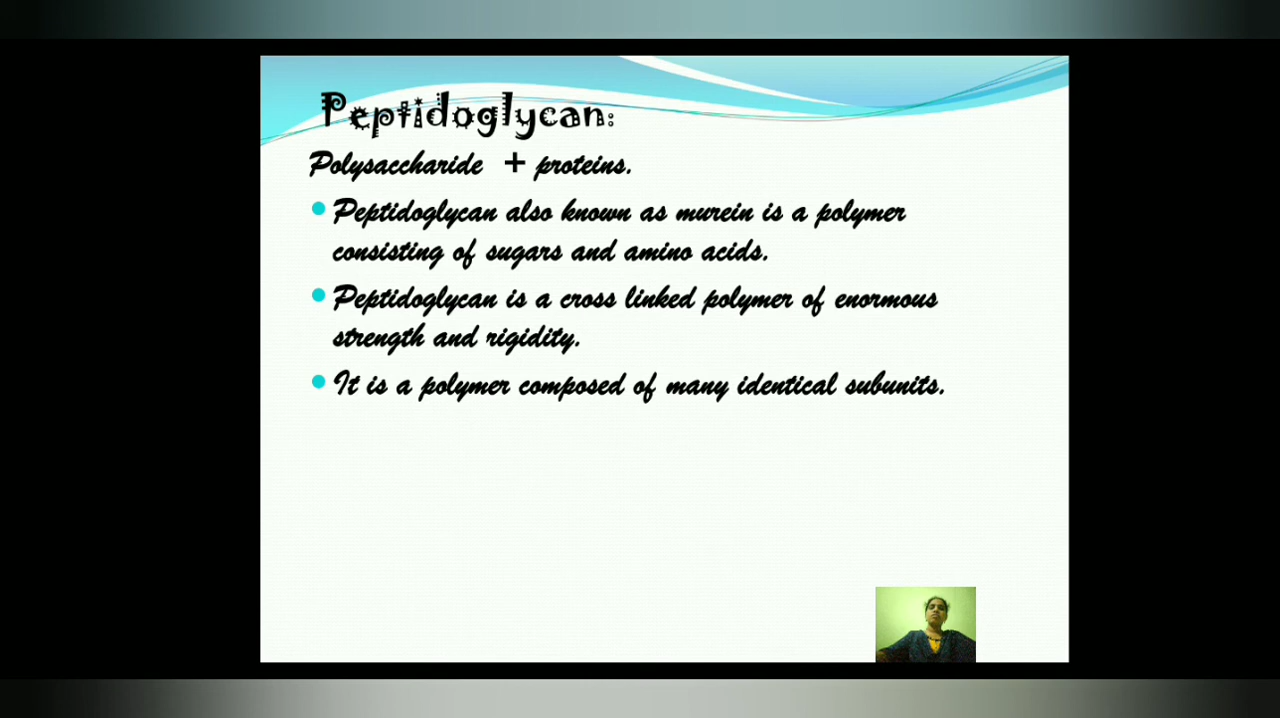 Peptidoglycan:
Polysaccharide + proteins.
Peptidoglycan also known as murein is a polymer
consisting of sugars and amino acids.
Peptidoglycan is a cross linked polymer of enormous
strength and rigidity.
It is a polymer composed of many identical subunits.